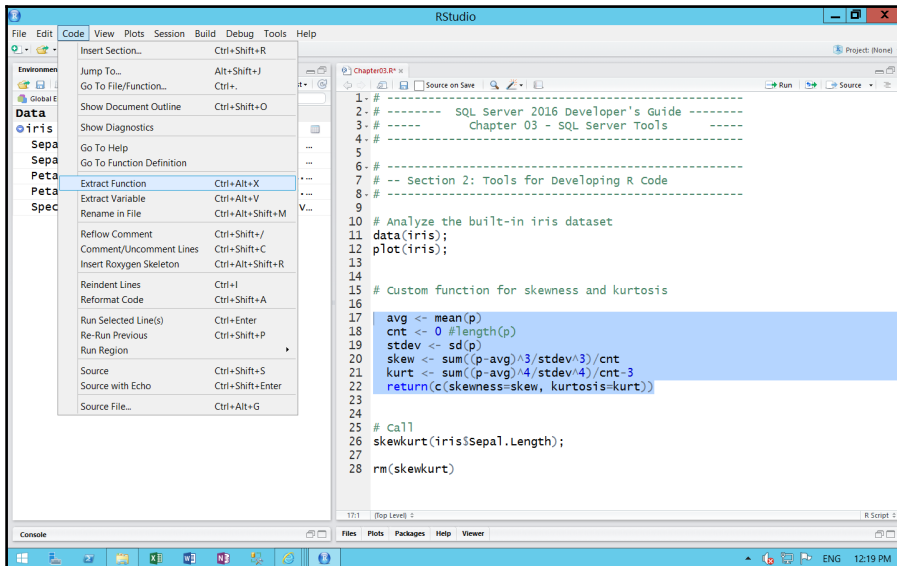 RStudio
File Edit Code View Plots Session Build Debug Tools Help
Project: (None)
Insert Section... Ctrl+Shift+R
Jump To... Alt+Shift+J
Go To File/Function... Ctrl+.
Show Document Outline Ctrl+Shift+O
Show Diagnostics
Go To Help
Go To Function Definition
Extract Function Ctrl+Alt+X
Extract Variable Ctrl+Alt+V
Rename in File Ctrl+Alt+Shift+M
Reflow Comment Ctrl+Shift+/
Comment/Uncomment Lines Ctrl+Shift+C
Insert Roxygen Skeleton Ctrl+Alt+Shift+R
Reindent Lines Ctrl+I
Reformat Code Ctrl+Shift+A
Run Selected Line(s) Ctrl+Enter
Re-Run Previous Ctrl+Shift+P
Run Region
Source Ctrl+Shift+S
Source with Echo Ctrl+Shift+Enter
Source File... Ctrl+Alt+G
Environmen
Global E
Data
iris
Sepa ...
Sepa ...
Peta ...
Peta ...
Spec v...
Console
Chapter03.R* ×
Source on Save Run Source
1 # --------------------------------------------------
2 # -------- SQL Server 2016 Developer's Guide --------
3 # ----- Chapter 03 - SQL Server Tools -----
4 # --------------------------------------------------
5
6 # --------------------------------------------------
7 # -- Section 2: Tools for Developing R Code
8 # --------------------------------------------------
9
10 # Analyze the built-in iris dataset
11 data(iris);
12 plot(iris);
13
14
15 # Custom function for skewness and kurtosis
16
17 avg <- mean(p)
18 cnt <- 0 #length(p)
19 stdev <- sd(p)
20 skew <- sum((p-avg)^3/stdev^3)/cnt
21 kurt <- sum((p-avg)^4/stdev^4)/cnt-3
22 return(c(skewness=skew, kurtosis=kurt))
23
24
25 # Call
26 skewkurt(iris$Sepal.Length);
27
28 rm(skewkurt)
17:1 (Top Level) R Script
Files Plots Packages Help Viewer
ENG 12:19 PM